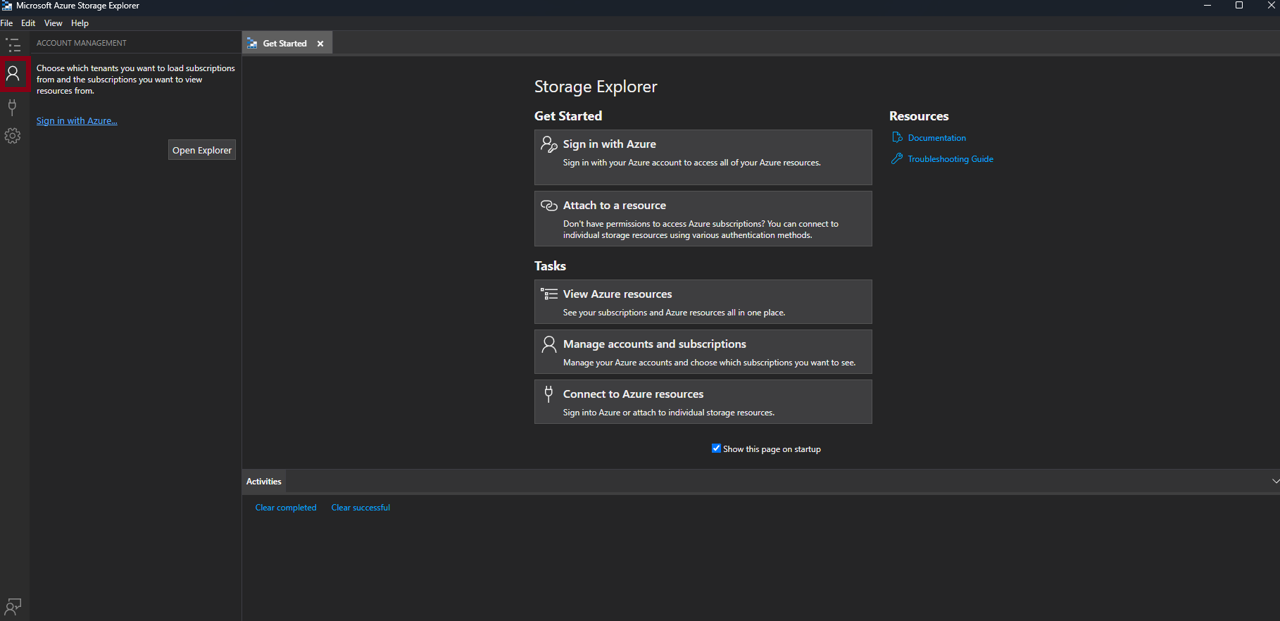 Microsoft Azure Storage Explorer
File Edit View Help
ACCOUNT MANAGEMENT
Choose which tenants you want to load subscriptions
from and the subscriptions you want to view
resources from.
Sign in with Azure...
Open Explorer
Get Started
Storage Explorer
Get Started
Sign in with Azure
Sign in with your Azure account to access all of your Azure resources.
Attach to a resource
Don't have permissions to access Azure subscriptions? You can connect to
individual storage resources using various authentication methods.
Tasks
View Azure resources
See your subscriptions and Azure resources all in one place.
Manage accounts and subscriptions
Manage your Azure accounts and choose which subscriptions you want to see.
Connect to Azure resources
Sign into Azure or attach to individual storage resources.
Show this page on startup
Resources
Documentation
Troubleshooting Guide
Activities
Clear completed Clear successful